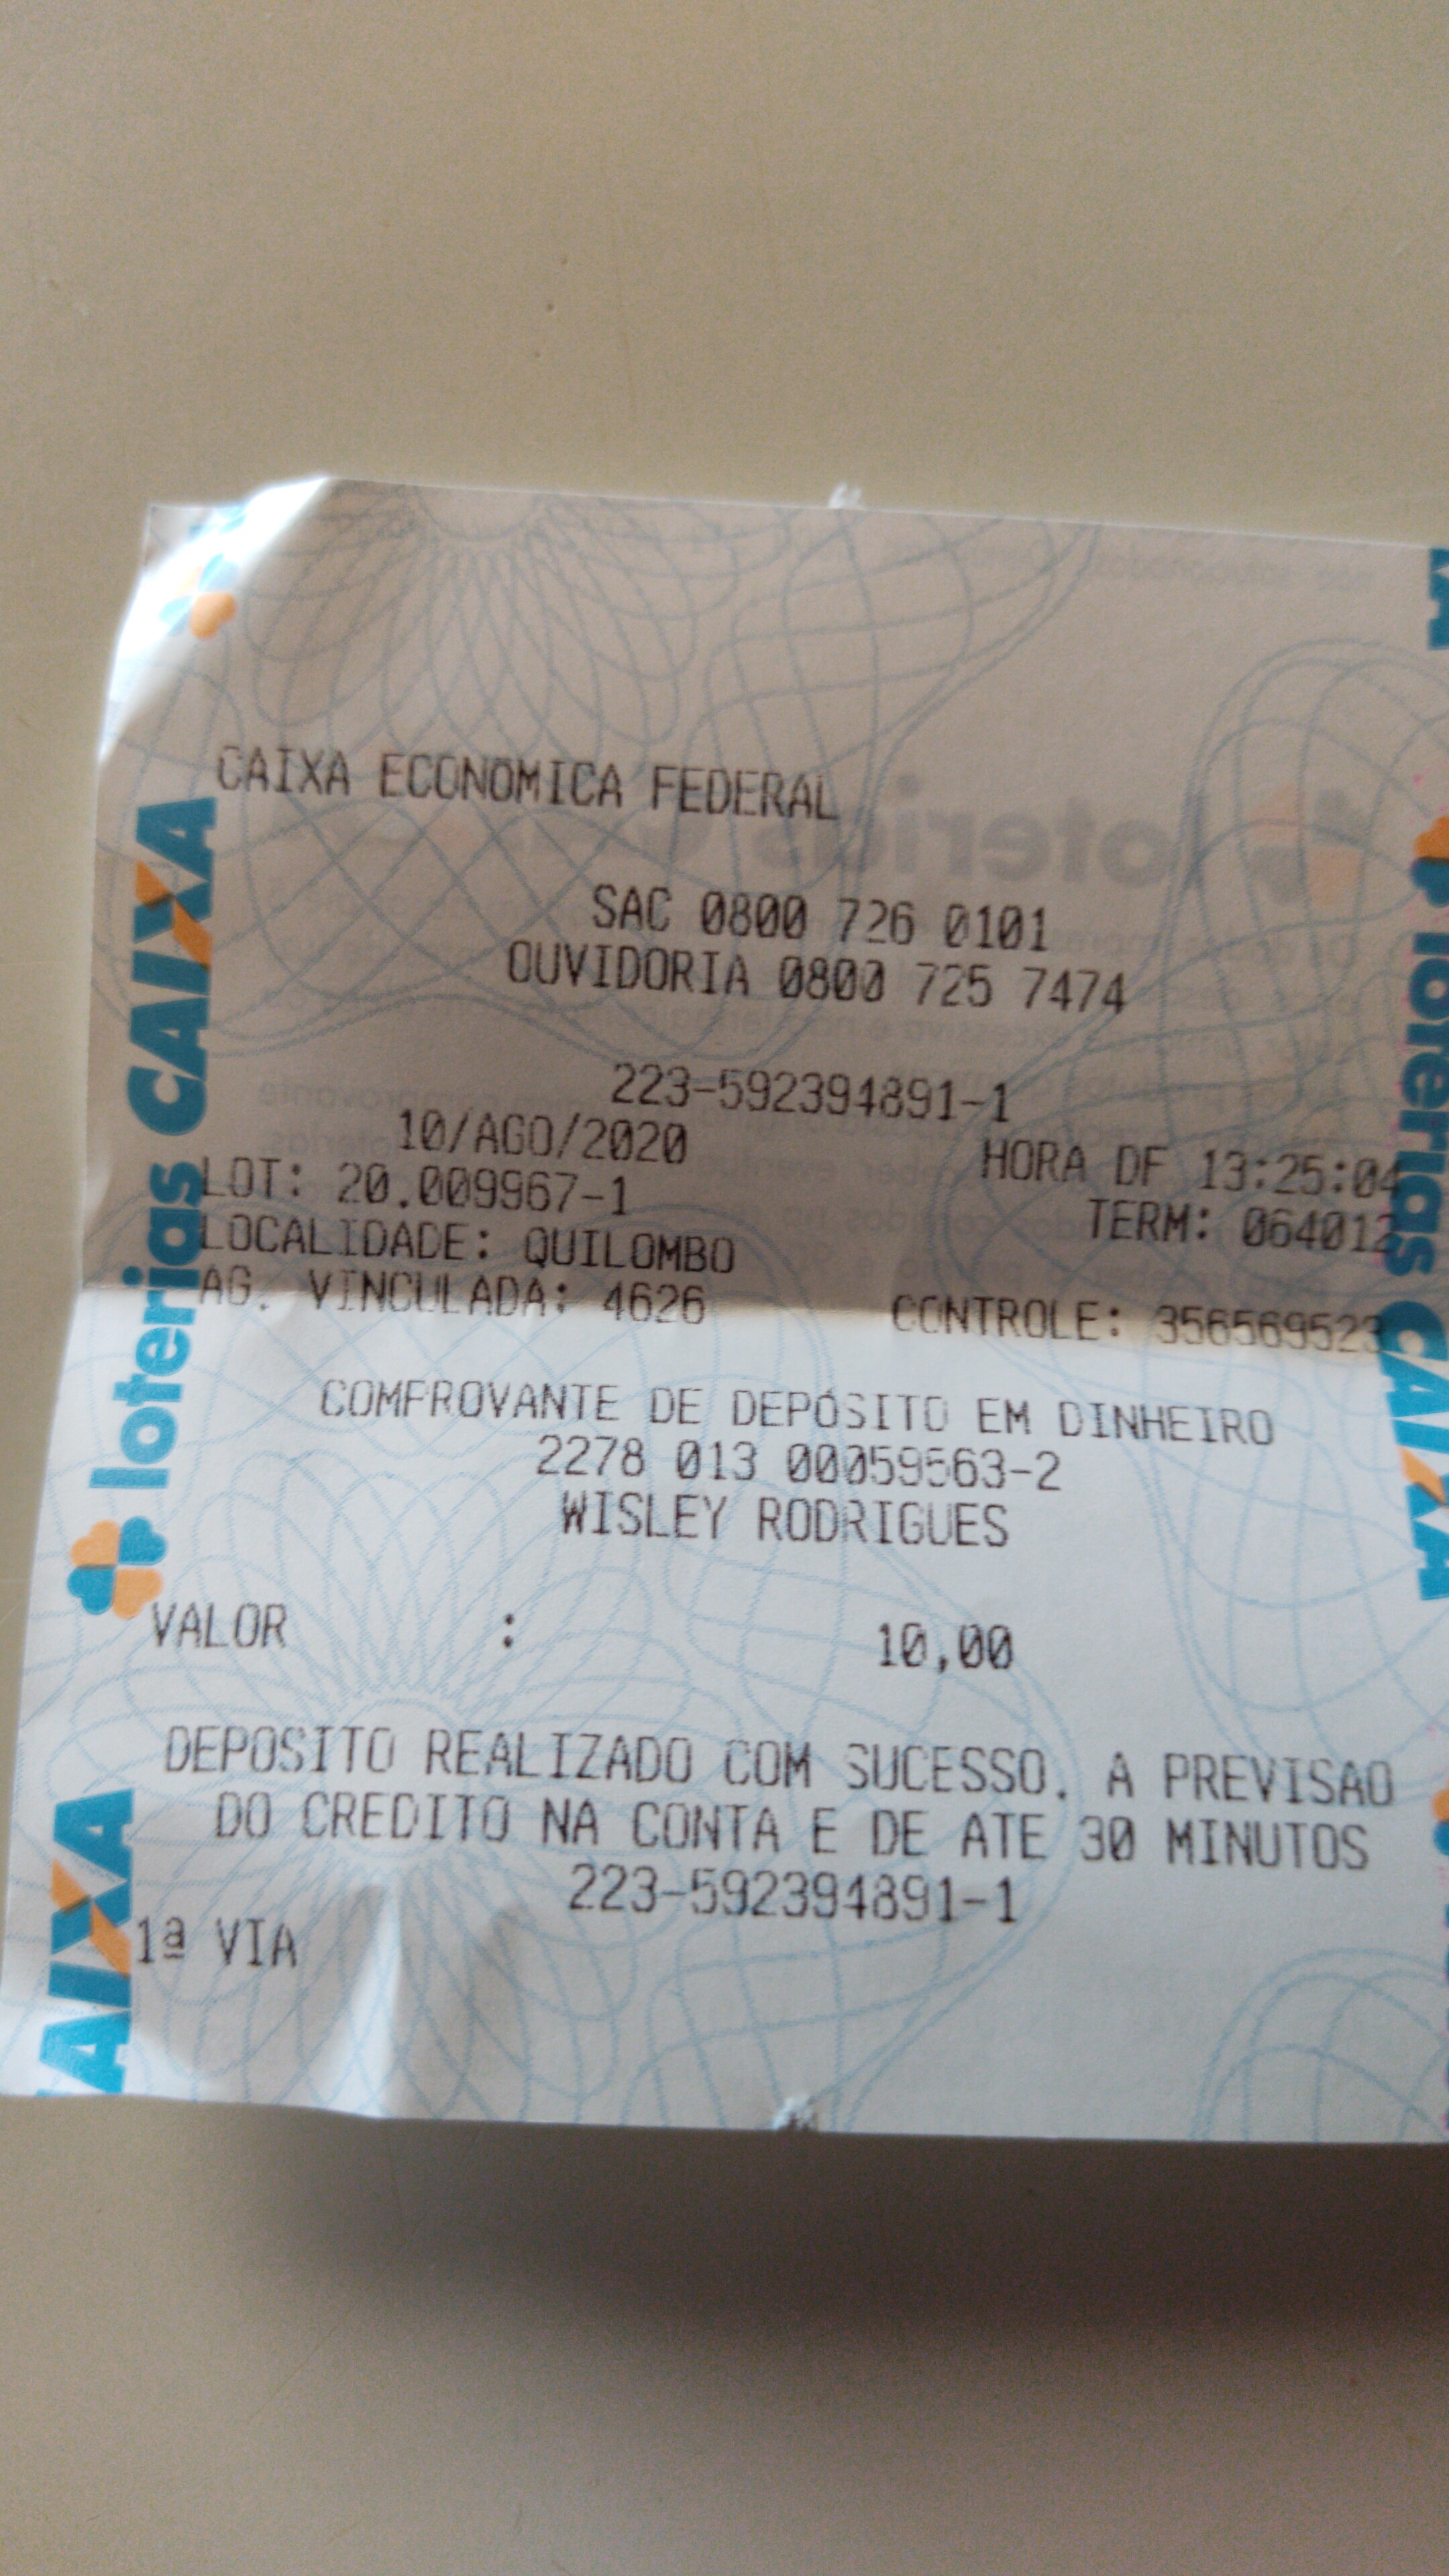 CAIXA ECONOMICA FEDERAL
SAC 0800 726 0101
OUVIDORIA 0800 725 7474
223-592394891-1
10/AGO/2020 HORA DF 13:25:04
LOT: 20.009967-1 TERM: 064012
LOCALIDADE: QUILOMBO
AG. VINCULADA: 4626 CONTROLE: 356569523
COMPROVANTE DE DEPOSITO EM DINHEIRO
2278 013 00059563-2
WISLEY RODRIGUES
VALOR : 10,00
DEPOSITO REALIZADO COM SUCESSO. A PREVISAO
DO CREDITO NA CONTA E DE ATE 30 MINUTOS
223-592394891-1
1ª VIA
loterias CAIXA
CAIXA
loterias CAIXA